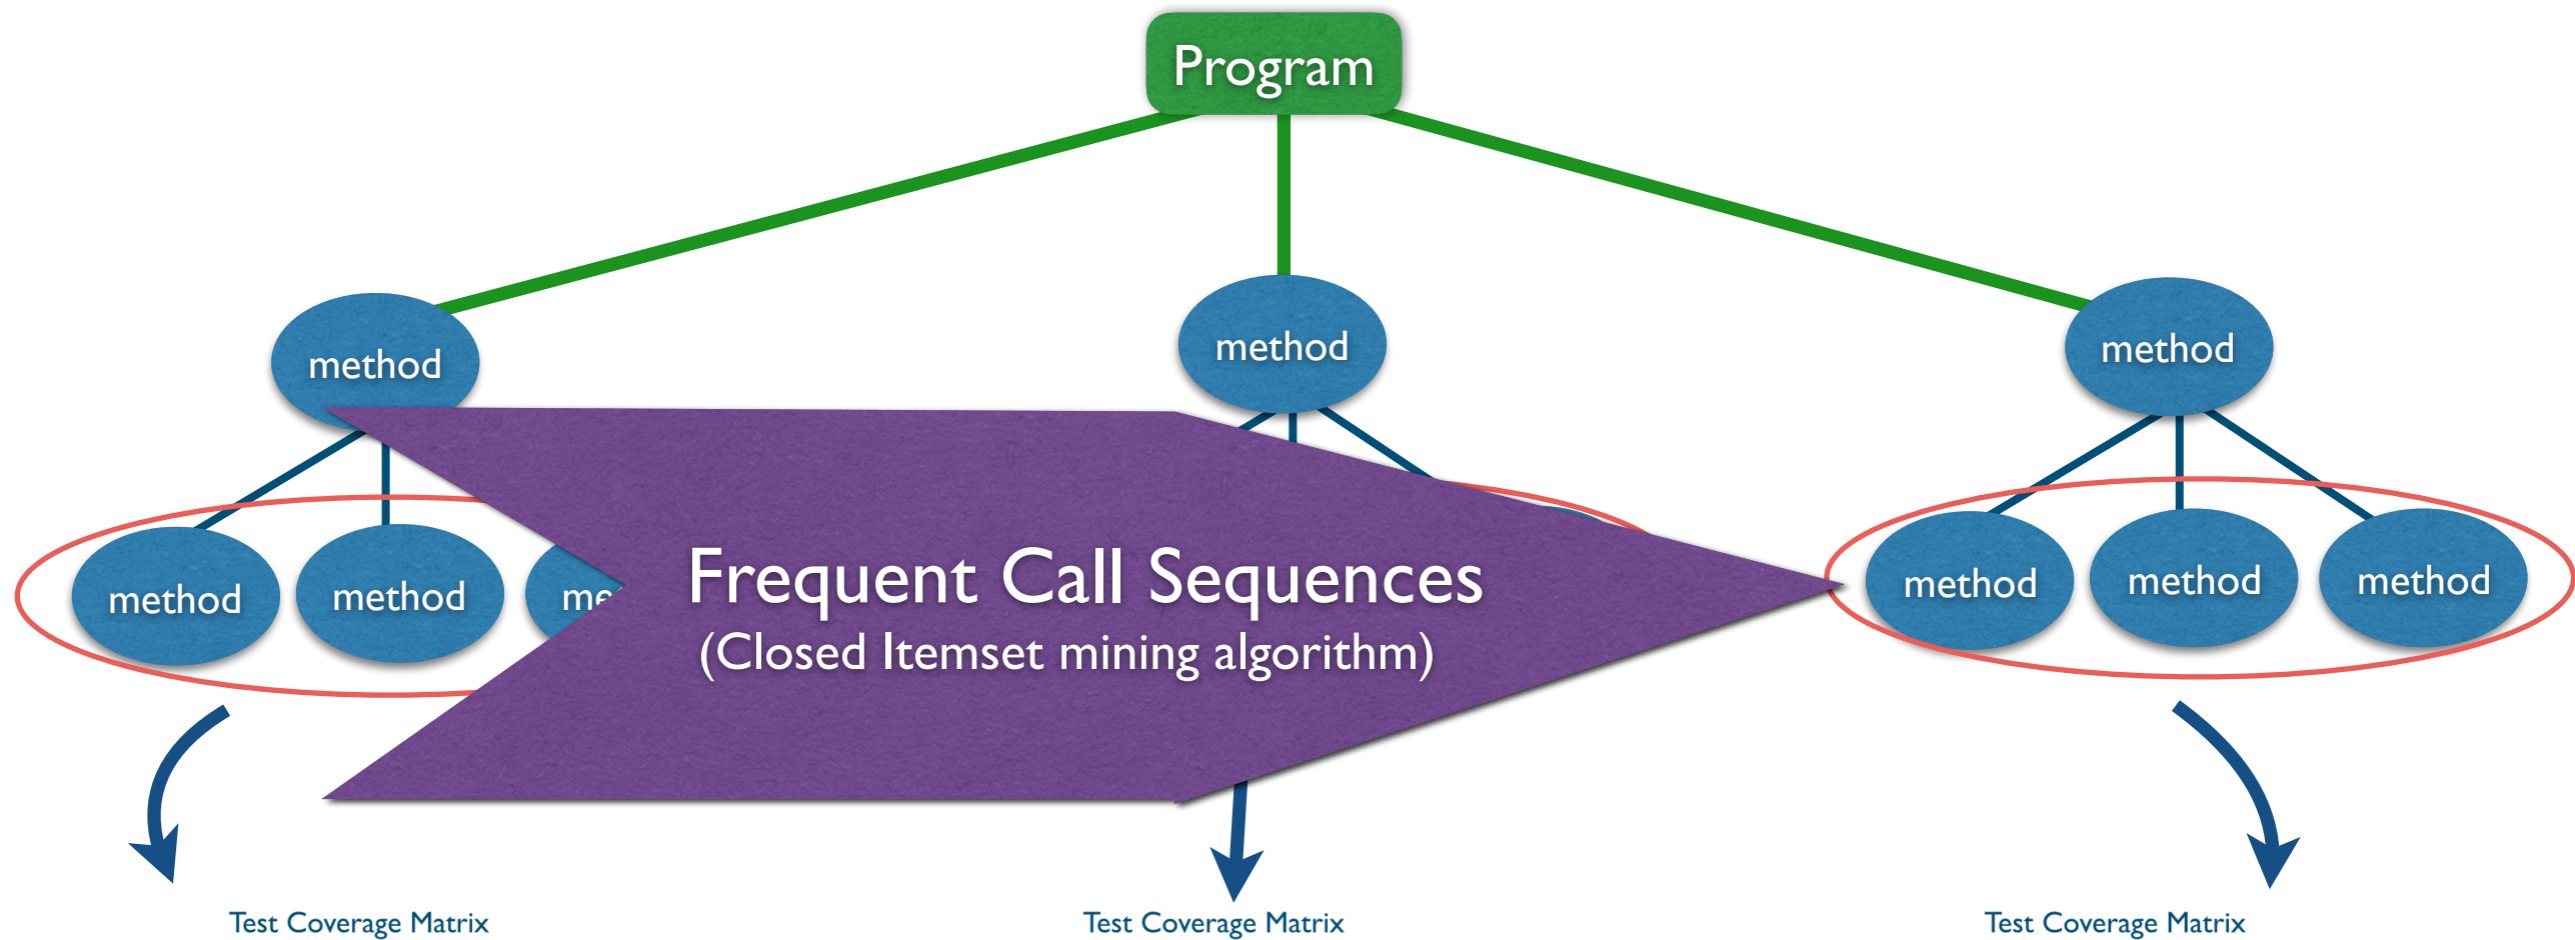 Program
method
method
method
method
method
me
Frequent Call Sequences
(Closed Itemset mining algorithm)
method
method
method
Test Coverage Matrix
Test Coverage Matrix
Test Coverage Matrix